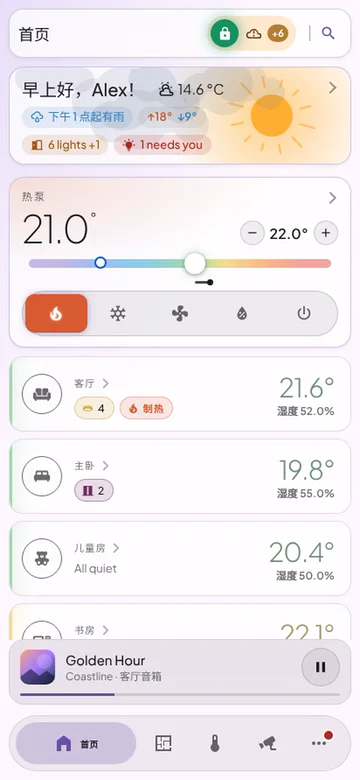 首页
+6
早上好，Alex！ 14.6°C
下午1点起有雨 ↑18° ↓9°
6 lights +1 1 needs you
热泵
21.0°
− 22.0° +
客厅
4 制热
21.6°
湿度 52.0%
主卧
2
19.8°
湿度 55.0%
儿童房
All quiet
20.4°
湿度 50.0%
书房
22.1°
Golden Hour
Coastline · 客厅音箱
首页